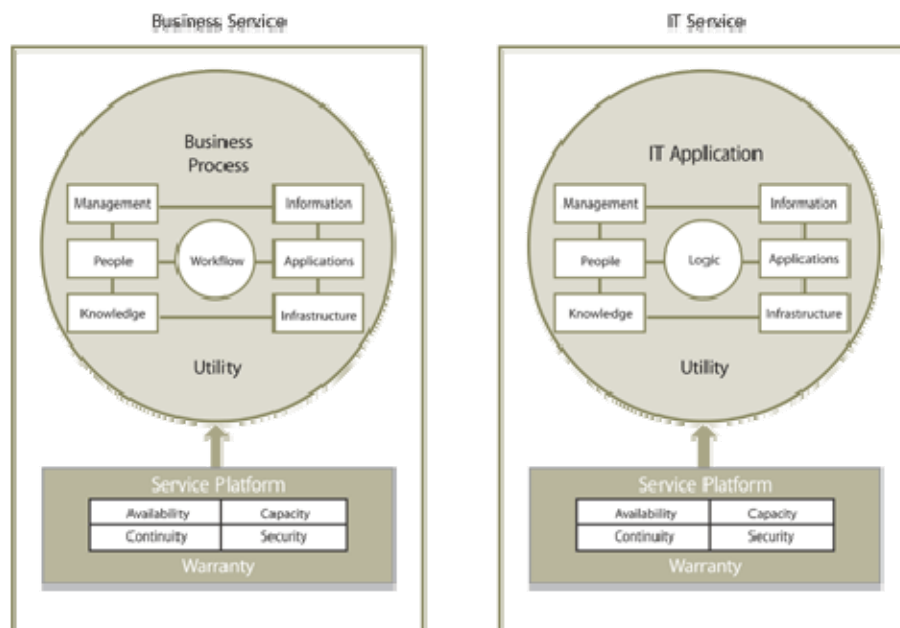 Business Service
Business
Process
Management
Information
People
Workflow
Applications
Knowledge
Infrastructure
Utility
Service Platform
Availability
Capacity
Continuity
Security
Warranty
IT Service
IT Application
Management
Information
People
Logic
Applications
Knowledge
Infrastructure
Utility
Service Platform
Availability
Capacity
Continuity
Security
Warranty